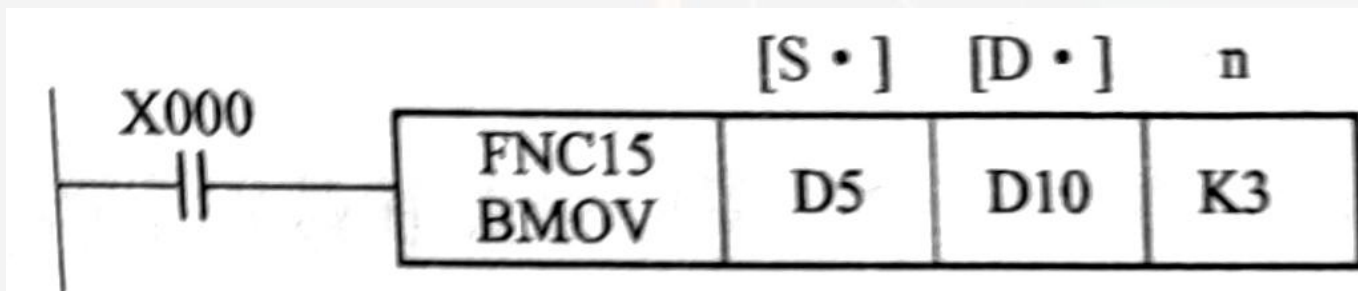 [S·] [D·] n
X000
FNC15
BMOV
D5
D10
K3